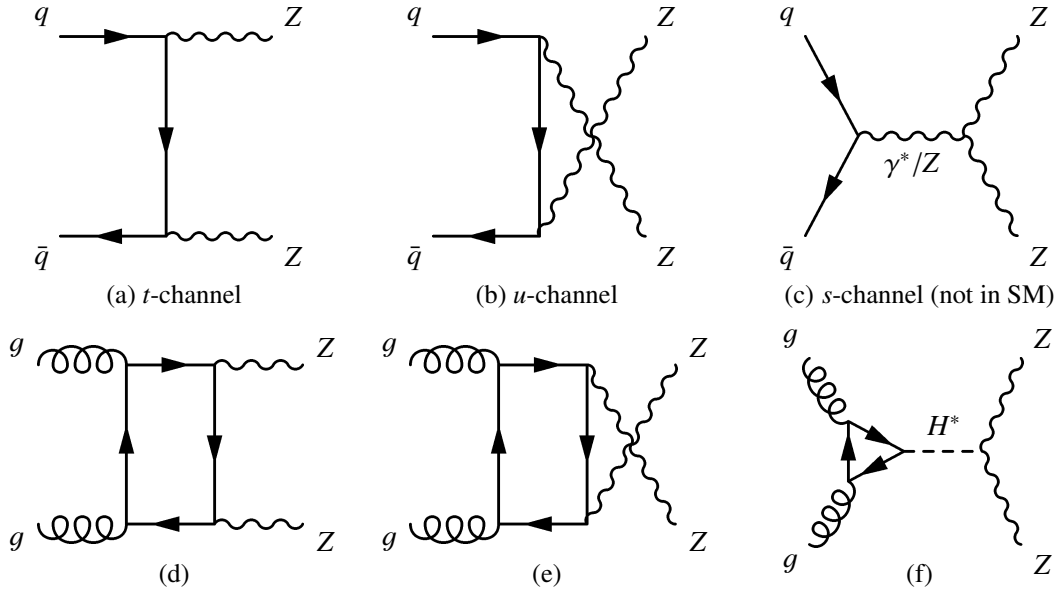 q Z q Z q Z
γ*/Z
q̄ Z q̄ Z q̄ Z
(a) t-channel (b) u-channel (c) s-channel (not in SM)
g Z g Z g Z
H*
g Z g Z g Z
(d) (e) (f)